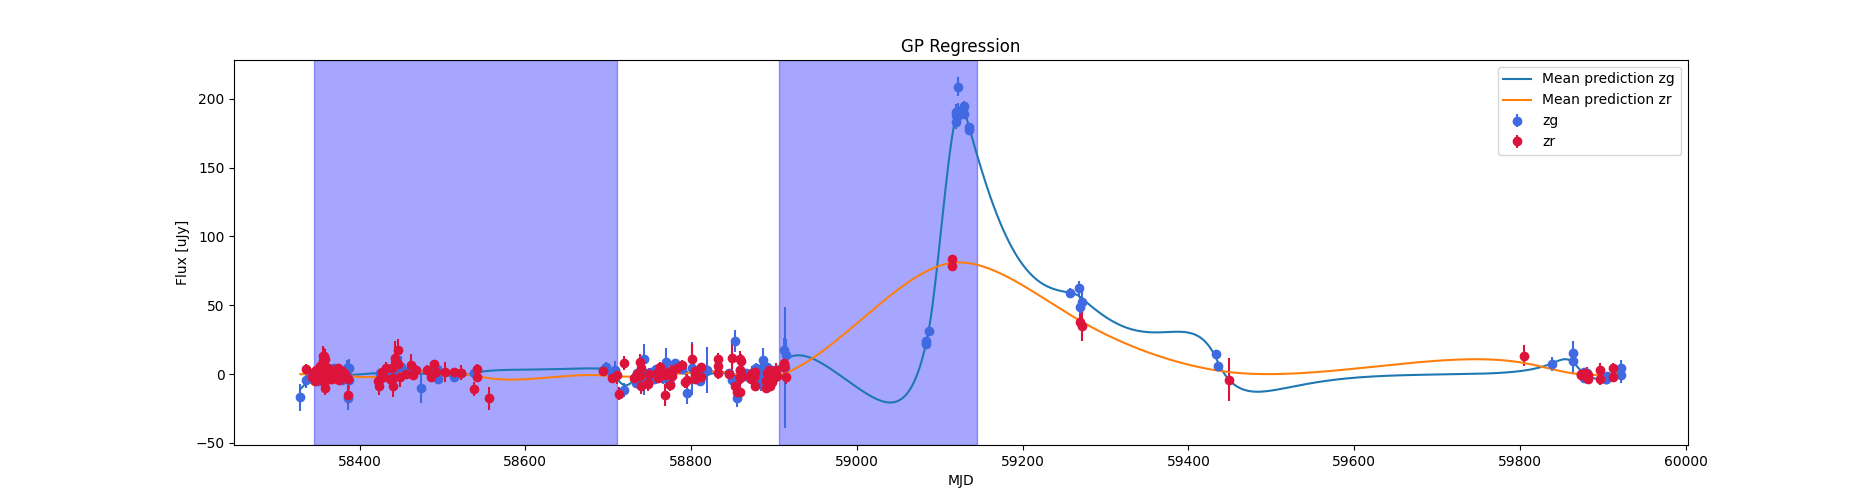 GP Regression
Mean prediction zg
Mean prediction zr
zg
zr
Flux [uJy]
200
150
100
50
0
−50
58400 58600 58800 59000 59200 59400 59600 59800 60000
MJD